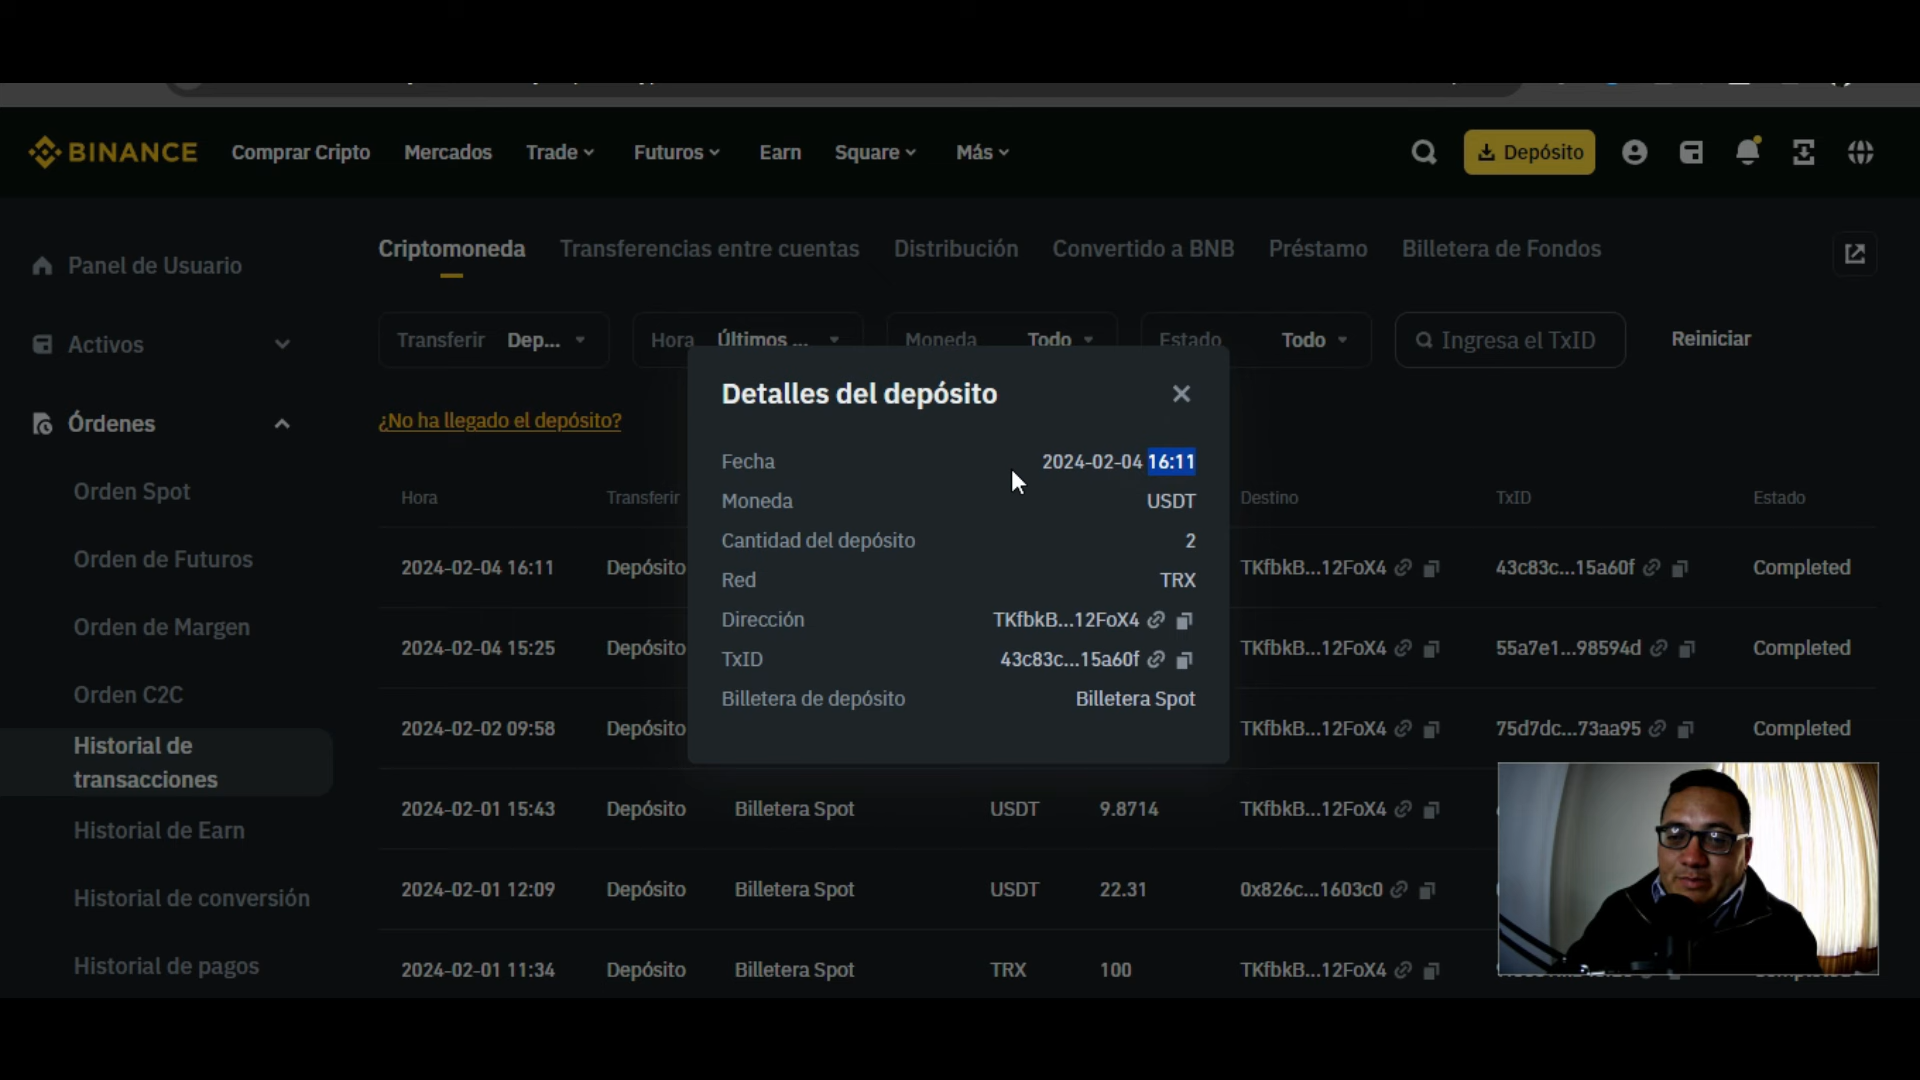 BINANCE Comprar Cripto Mercados Trade Futuros Earn Square Más Depósito
Criptomoneda Transferencias entre cuentas Distribución Convertido a BNB Préstamo Billetera de Fondos
Panel de Usuario
Activos
Órdenes
Orden Spot
Orden de Futuros
Orden de Margen
Orden C2C
Historial de
transacciones
Historial de Earn
Historial de conversión
Historial de pagos
Transferir Dep... Hora Últimos ... Moneda Todo Estado Todo Ingresa el TxID Reiniciar
¿No ha llegado el depósito?
Detalles del depósito
Fecha 2024-02-04 16:11
Moneda USDT
Cantidad del depósito 2
Red TRX
Dirección TKfbkB...12FoX4
TxID 43c83c...15a60f
Billetera de depósito Billetera Spot
Hora Transferir Destino TxID Estado
2024-02-04 16:11 Depósito TKfbkB...12FoX4 43c83c...15a60f Completed
2024-02-04 15:25 Depósito TKfbkB...12FoX4 55a7e1...98594d Completed
2024-02-02 09:58 Depósito TKfbkB...12FoX4 75d7dc...73aa95 Completed
2024-02-01 15:43 Depósito Billetera Spot USDT 9.8714 TKfbkB...12FoX4
2024-02-01 12:09 Depósito Billetera Spot USDT 22.31 0x826c...1603c0
2024-02-01 11:34 Depósito Billetera Spot TRX 100 TKfbkB...12FoX4